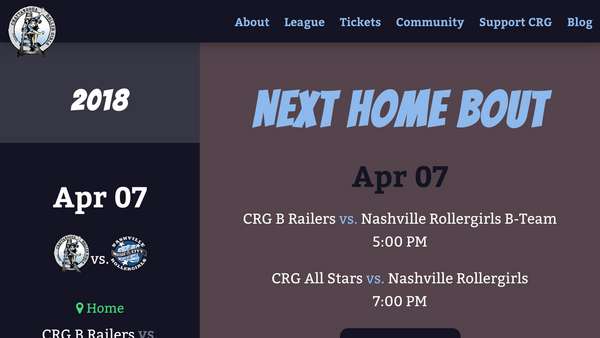 About League Tickets Community Support CRG Blog
2018
Apr 07
vs.
NASHVILLE
ROLLERGIRLS
Home
CRG B Railers vs.
NEXT HOME BOUT
Apr 07
CRG B Railers vs. Nashville Rollergirls B-Team
5:00 PM
CRG All Stars vs. Nashville Rollergirls
7:00 PM